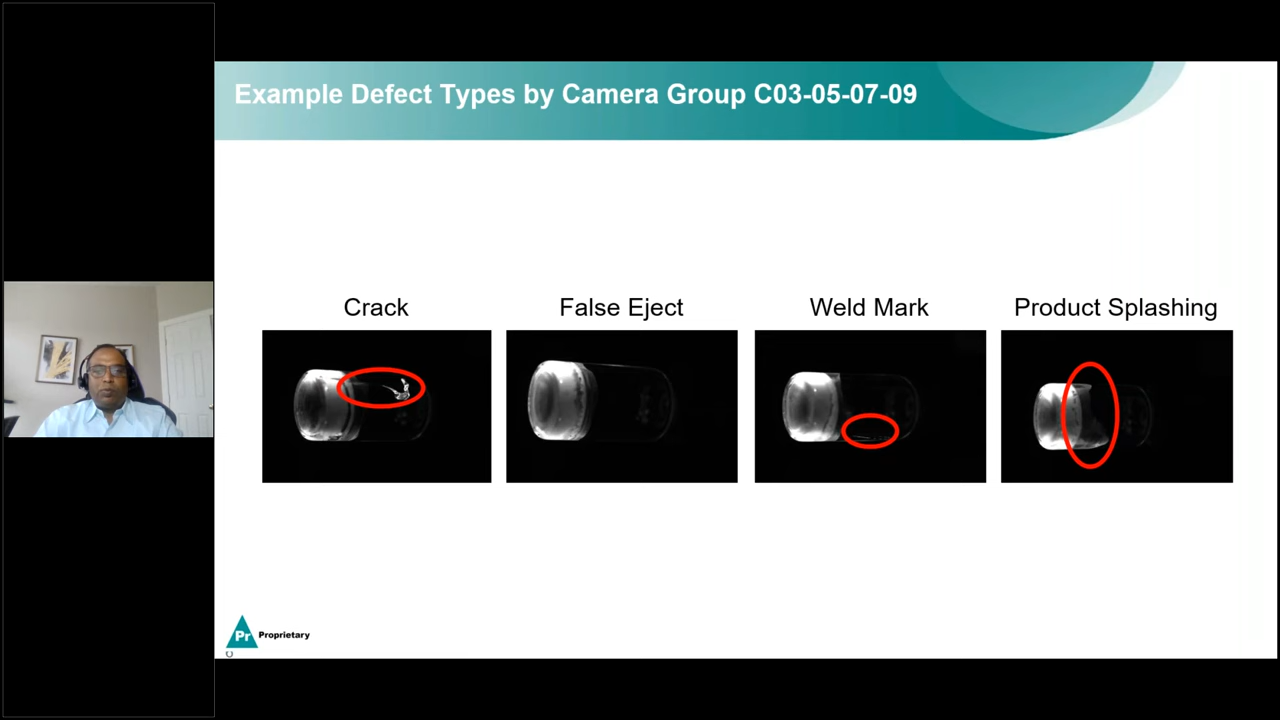 Example Defect Types by Camera Group C03-05-07-09
Crack
False Eject
Weld Mark
Product Splashing
Pr
Proprietary